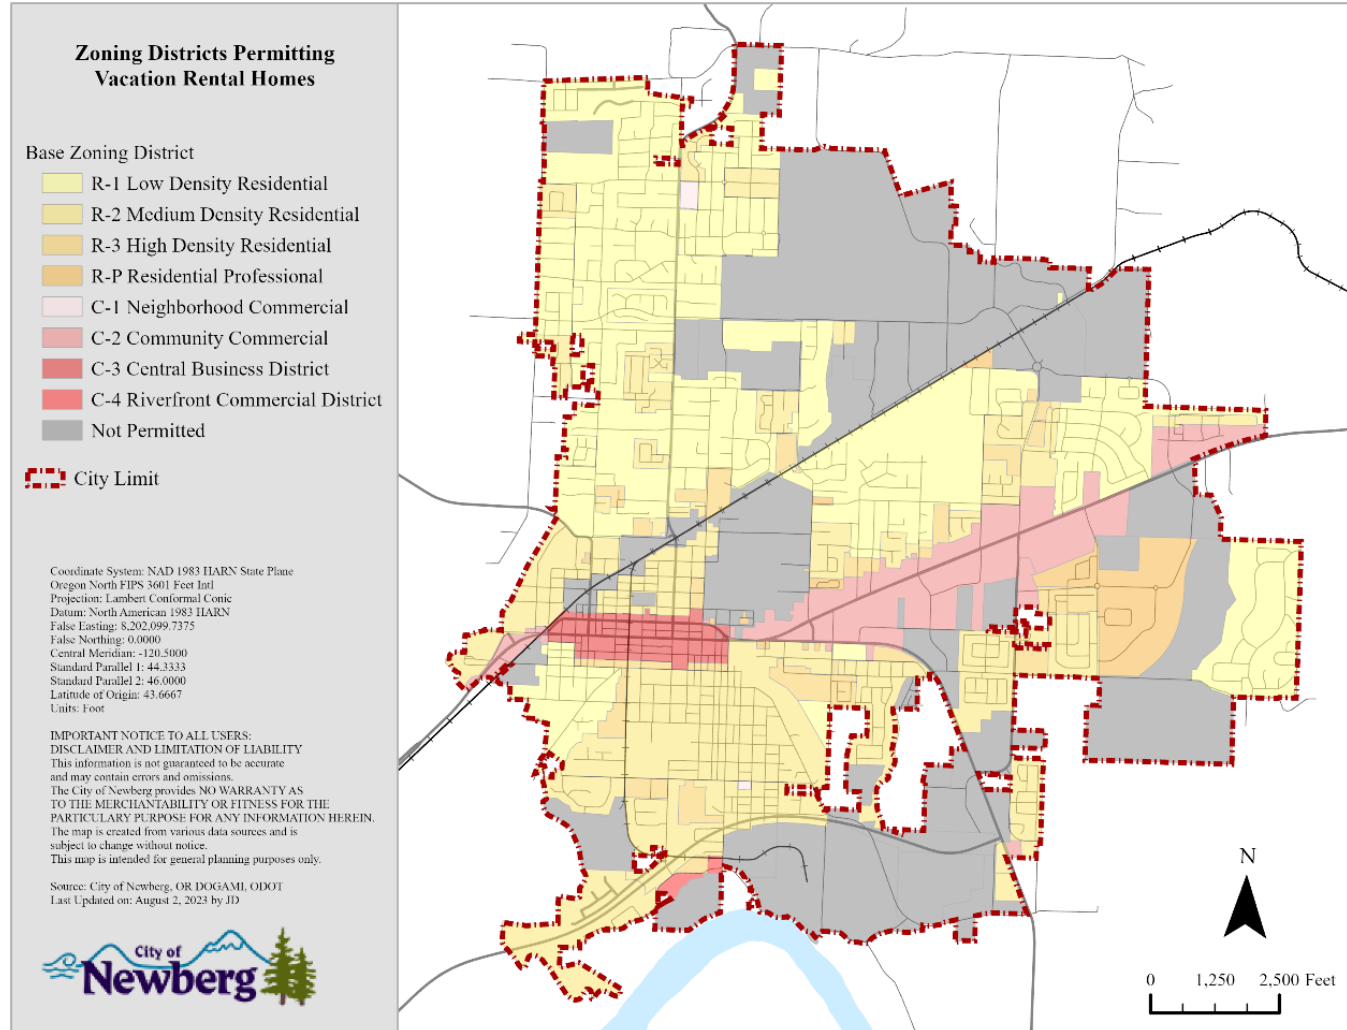 Zoning Districts Permitting
Vacation Rental Homes
Base Zoning District
R-1 Low Density Residential
R-2 Medium Density Residential
R-3 High Density Residential
R-P Residential Professional
C-1 Neighborhood Commercial
C-2 Community Commercial
C-3 Central Business District
C-4 Riverfront Commercial District
Not Permitted
City Limit
Coordinate System: NAD 1983 HARN State Plane
Oregon North FIPS 3601 Feet Intl
Projection: Lambert Conformal Conic
Datum: North American 1983 HARN
False Easting: 8,202,099.7375
False Northing: 0.0000
Central Meridian: -120.5000
Standard Parallel 1: 44.3333
Standard Parallel 2: 46.0000
Latitude of Origin: 43.6667
Units: Foot
IMPORTANT NOTICE TO ALL USERS:
DISCLAIMER AND LIMITATION OF LIABILITY
This information is not guaranteed to be accurate
and may contain errors and omissions.
The City of Newberg provides NO WARRANTY AS
TO THE MERCHANTABILITY OR FITNESS FOR THE
PARTICULARY PURPOSE FOR ANY INFORMATION HEREIN.
The map is created from various data sources and is
subject to change without notice.
This map is intended for general planning purposes only.
Source: City of Newberg, OR DOGAMI, ODOT
Last Updated on: August 2, 2023 by JD
City of
Newberg
N
0 1,250 2,500 Feet